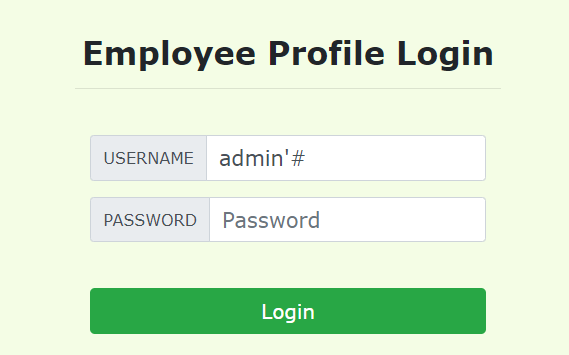 Employee Profile Login
USERNAME admin'#
PASSWORD Password
Login